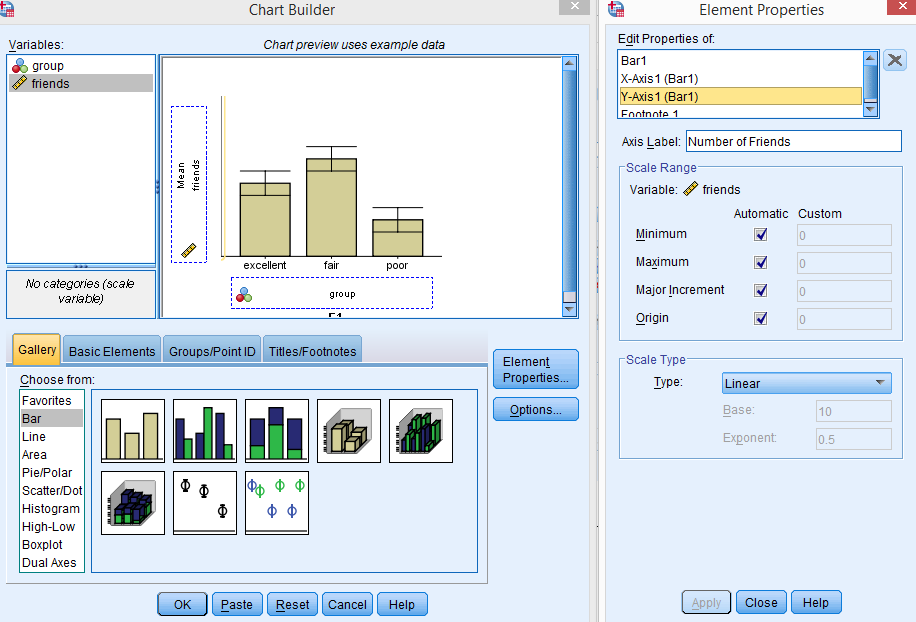 Chart Builder
Variables:
Chart preview uses example data
group
friends
No categories (scale
variable)
Mean
friends
excellent
fair
poor
group
Gallery
Basic Elements
Groups/Point ID
Titles/Footnotes
Choose from:
Favorites
Bar
Line
Area
Pie/Polar
Scatter/Dot
Histogram
High-Low
Boxplot
Dual Axes
Element
Properties...
Options...
OK
Paste
Reset
Cancel
Help
Element Properties
Edit Properties of:
Bar1
X-Axis1 (Bar1)
Y-Axis1 (Bar1)
Footnote 1
Axis Label: Number of Friends
Scale Range
Variable: friends
Automatic Custom
Minimum 0
Maximum 0
Major Increment 0
Origin 0
Scale Type
Type: Linear
Base: 10
Exponent: 0.5
Apply
Close
Help